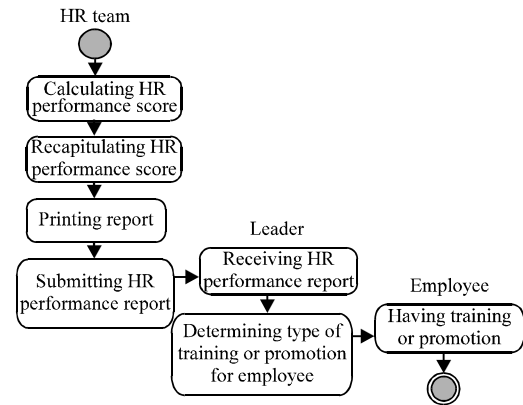 HR team
Calculating HR
performance score
Recapitulating HR
performance score
Printing report
Submitting HR
performance report
Leader
Receiving HR
performance report
Determining type of
training or promotion
for employee
Employee
Having training
or promotion